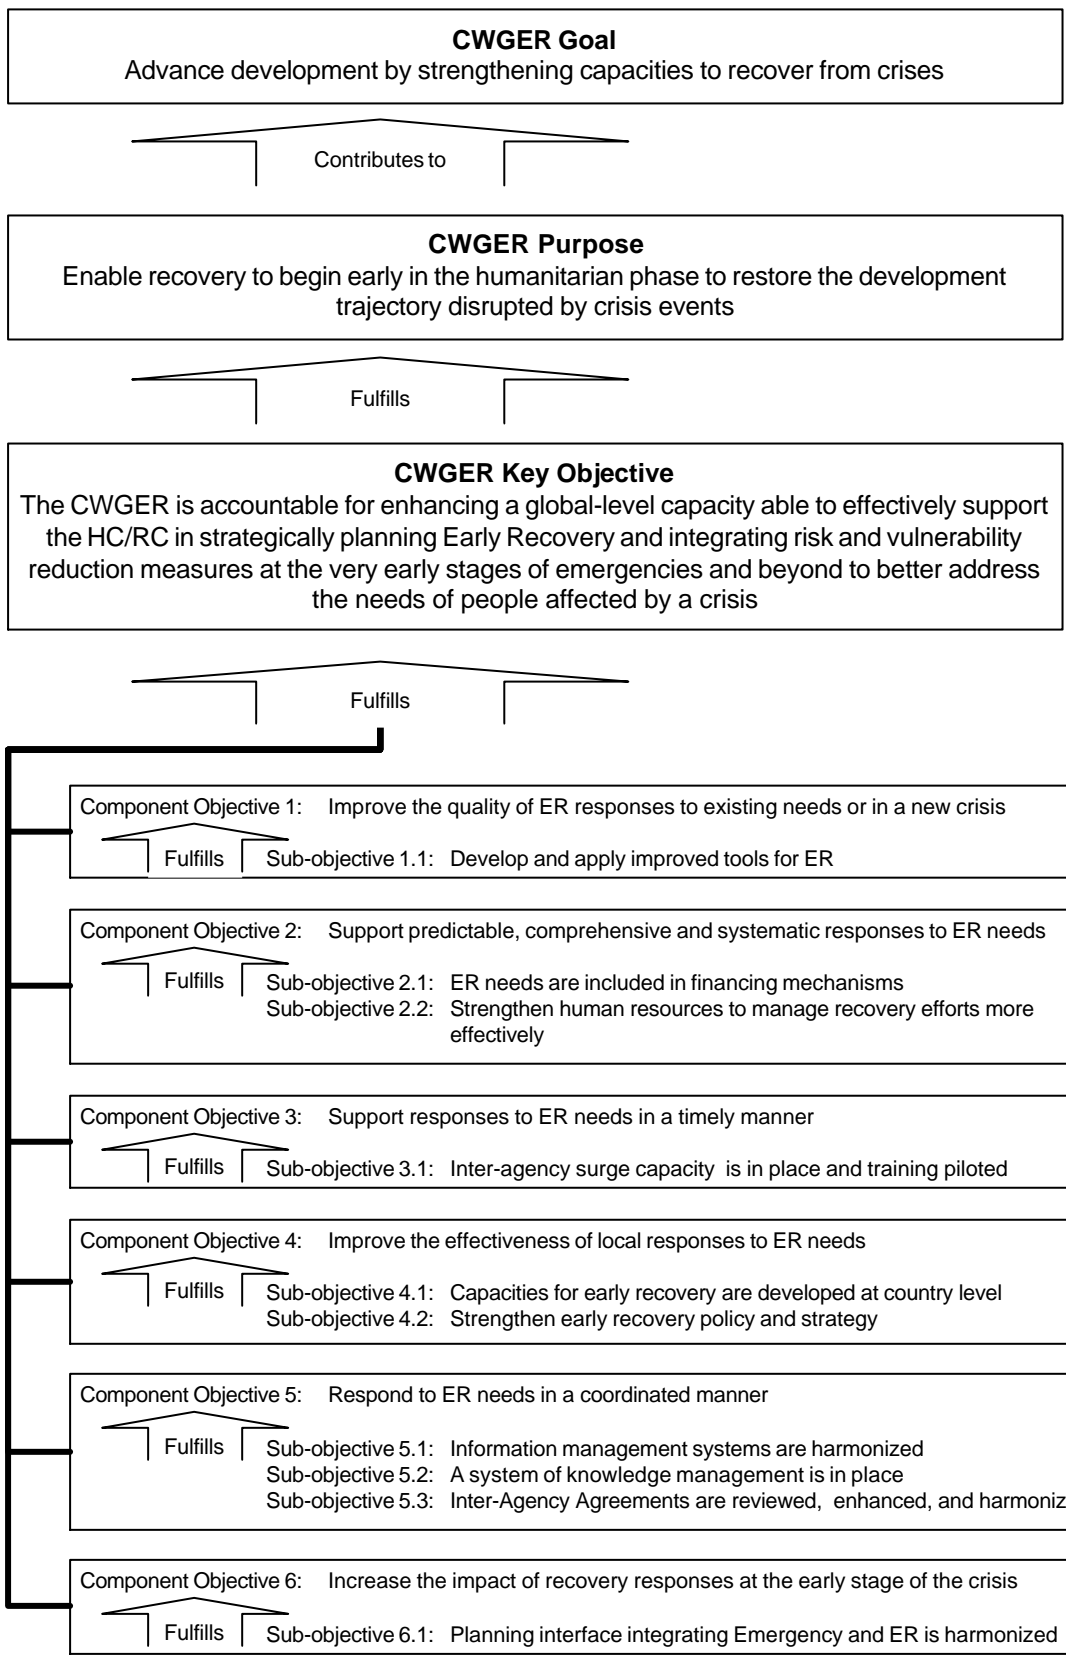 CWGER Goal
Advance development by strengthening capacities to recover from crises
Contributes to
CWGER Purpose
Enable recovery to begin early in the humanitarian phase to restore the development
trajectory disrupted by crisis events
Fulfills
CWGER Key Objective
The CWGER is accountable for enhancing a global-level capacity able to effectively support
the HC/RC in strategically planning Early Recovery and integrating risk and vulnerability
reduction measures at the very early stages of emergencies and beyond to better address
the needs of people affected by a crisis
Fulfills
Component Objective 1: Improve the quality of ER responses to existing needs or in a new crisis
Fulfills Sub-objective 1.1: Develop and apply improved tools for ER
Component Objective 2: Support predictable, comprehensive and systematic responses to ER needs
Fulfills Sub-objective 2.1: ER needs are included in financing mechanisms
Sub-objective 2.2: Strengthen human resources to manage recovery efforts more
effectively
Component Objective 3: Support responses to ER needs in a timely manner
Fulfills Sub-objective 3.1: Inter-agency surge capacity is in place and training piloted
Component Objective 4: Improve the effectiveness of local responses to ER needs
Fulfills Sub-objective 4.1: Capacities for early recovery are developed at country level
Sub-objective 4.2: Strengthen early recovery policy and strategy
Component Objective 5: Respond to ER needs in a coordinated manner
Fulfills Sub-objective 5.1: Information management systems are harmonized
Sub-objective 5.2: A system of knowledge management is in place
Sub-objective 5.3: Inter-Agency Agreements are reviewed, enhanced, and harmoniz
Component Objective 6: Increase the impact of recovery responses at the early stage of the crisis
Fulfills Sub-objective 6.1: Planning interface integrating Emergency and ER is harmonized